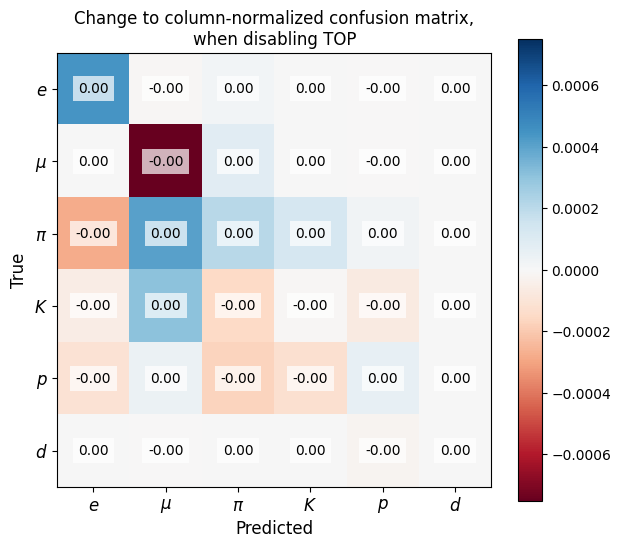 Change to column-normalized confusion matrix,
when disabling TOP
e 0.00 -0.00 0.00 0.00 -0.00 0.00
μ 0.00 -0.00 0.00 0.00 -0.00 0.00
π -0.00 0.00 0.00 0.00 0.00 0.00
K -0.00 0.00 -0.00 -0.00 -0.00 0.00
p -0.00 0.00 -0.00 -0.00 0.00 0.00
d 0.00 -0.00 0.00 0.00 -0.00 0.00
e μ π K p d
Predicted
True
0.0006
0.0004
0.0002
0.0000
−0.0002
−0.0004
−0.0006